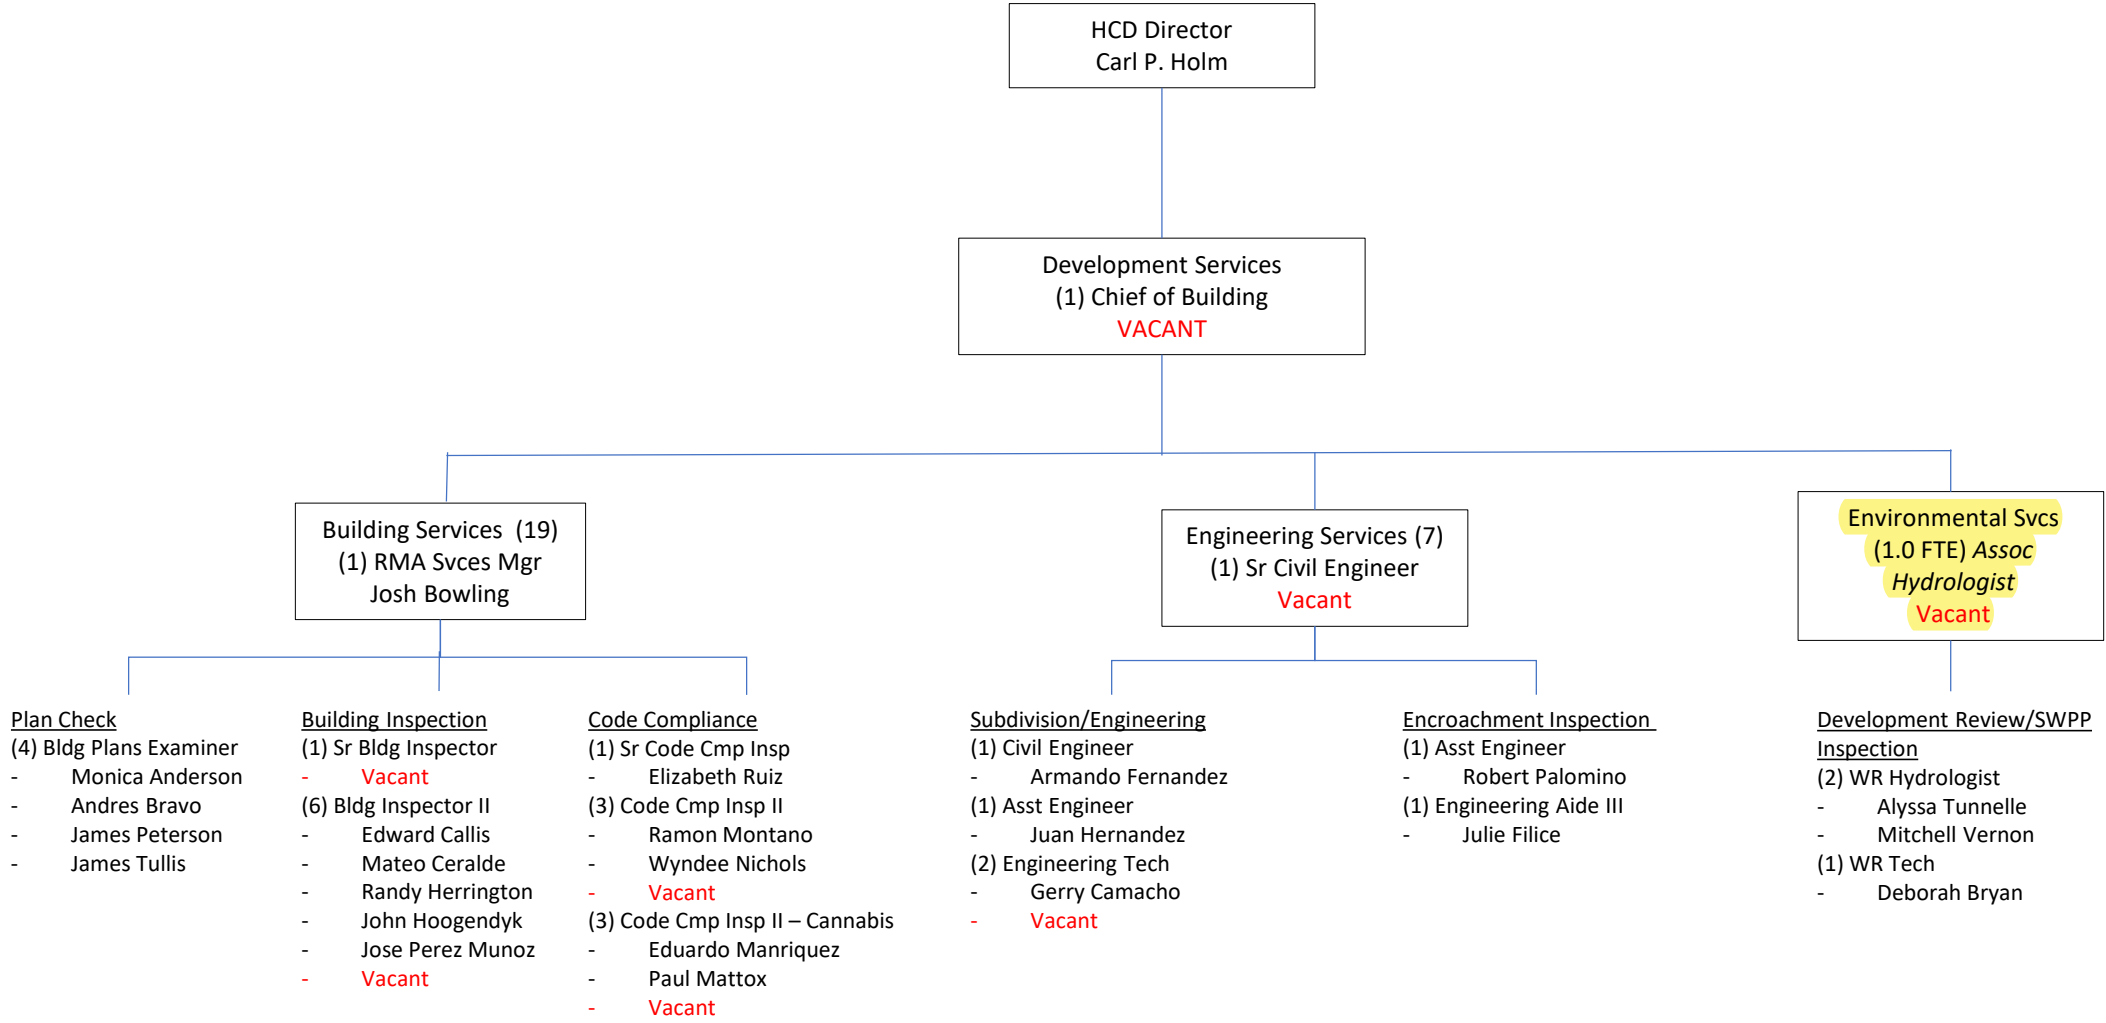 HCD Director
Carl P. Holm
Development Services
(1) Chief of Building
VACANT
Building Services (19)
(1) RMA Svces Mgr
Josh Bowling
Engineering Services (7)
(1) Sr Civil Engineer
Vacant
Environmental Svcs
(1.0 FTE) Assoc
Hydrologist
Vacant
Plan Check
(4) Bldg Plans Examiner
- Monica Anderson
- Andres Bravo
- James Peterson
- James Tullis
Building Inspection
(1) Sr Bldg Inspector
- Vacant
(6) Bldg Inspector II
- Edward Callis
- Mateo Ceralde
- Randy Herrington
- John Hoogendyk
- Jose Perez Munoz
- Vacant
Code Compliance
(1) Sr Code Cmp Insp
- Elizabeth Ruiz
(3) Code Cmp Insp II
- Ramon Montano
- Wyndee Nichols
- Vacant
(3) Code Cmp Insp II – Cannabis
- Eduardo Manriquez
- Paul Mattox
- Vacant
Subdivision/Engineering
(1) Civil Engineer
- Armando Fernandez
(1) Asst Engineer
- Juan Hernandez
(2) Engineering Tech
- Gerry Camacho
- Vacant
Encroachment Inspection
(1) Asst Engineer
- Robert Palomino
(1) Engineering Aide III
- Julie Filice
Development Review/SWPP
Inspection
(2) WR Hydrologist
- Alyssa Tunnelle
- Mitchell Vernon
(1) WR Tech
- Deborah Bryan